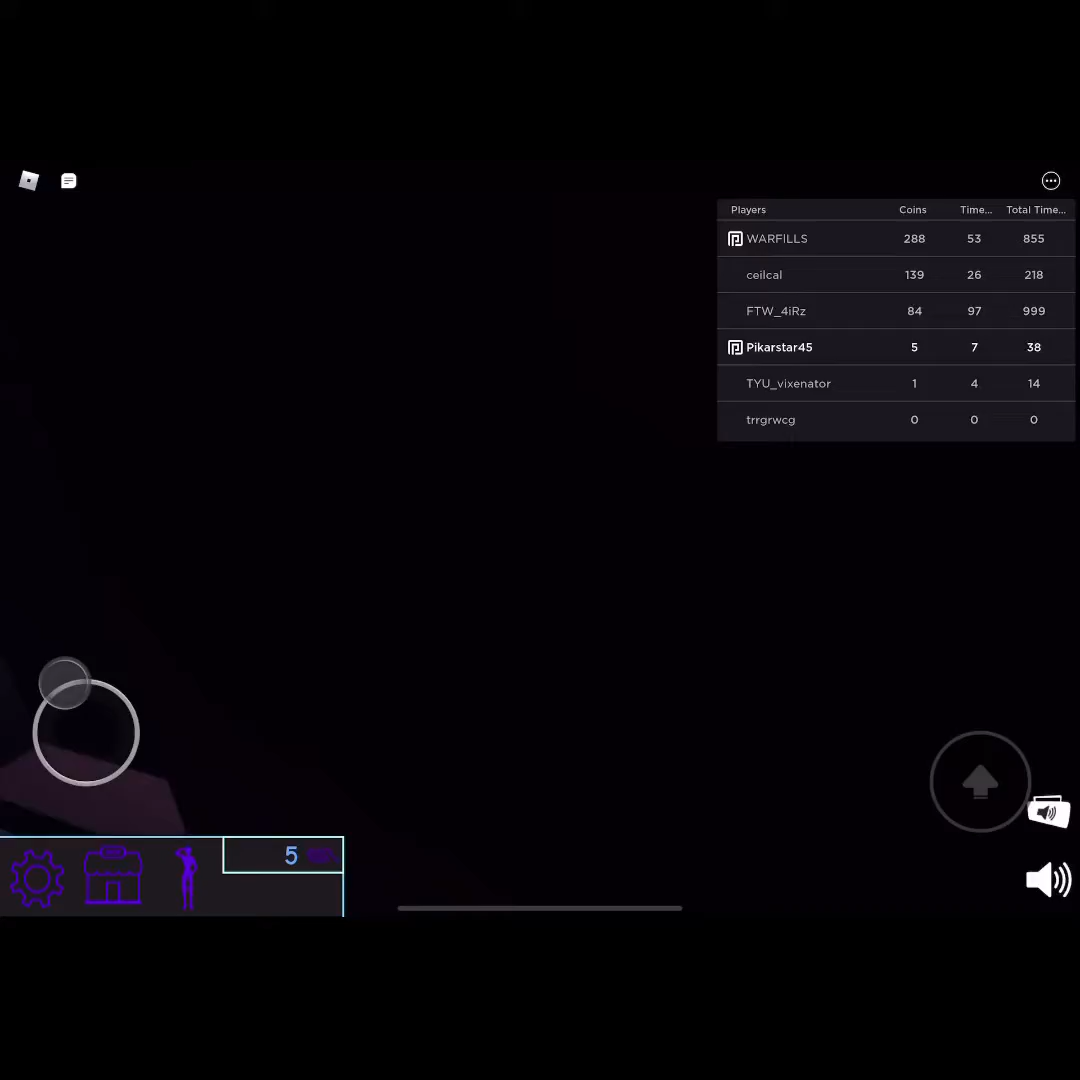 Players Coins Time... Total Time...
WARFILLS 288 53 855
ceilcal 139 26 218
FTW_4iRz 84 97 999
Pikarstar45 5 7 38
TYU_vixenator 1 4 14
trrgrwcg 0 0 0
5